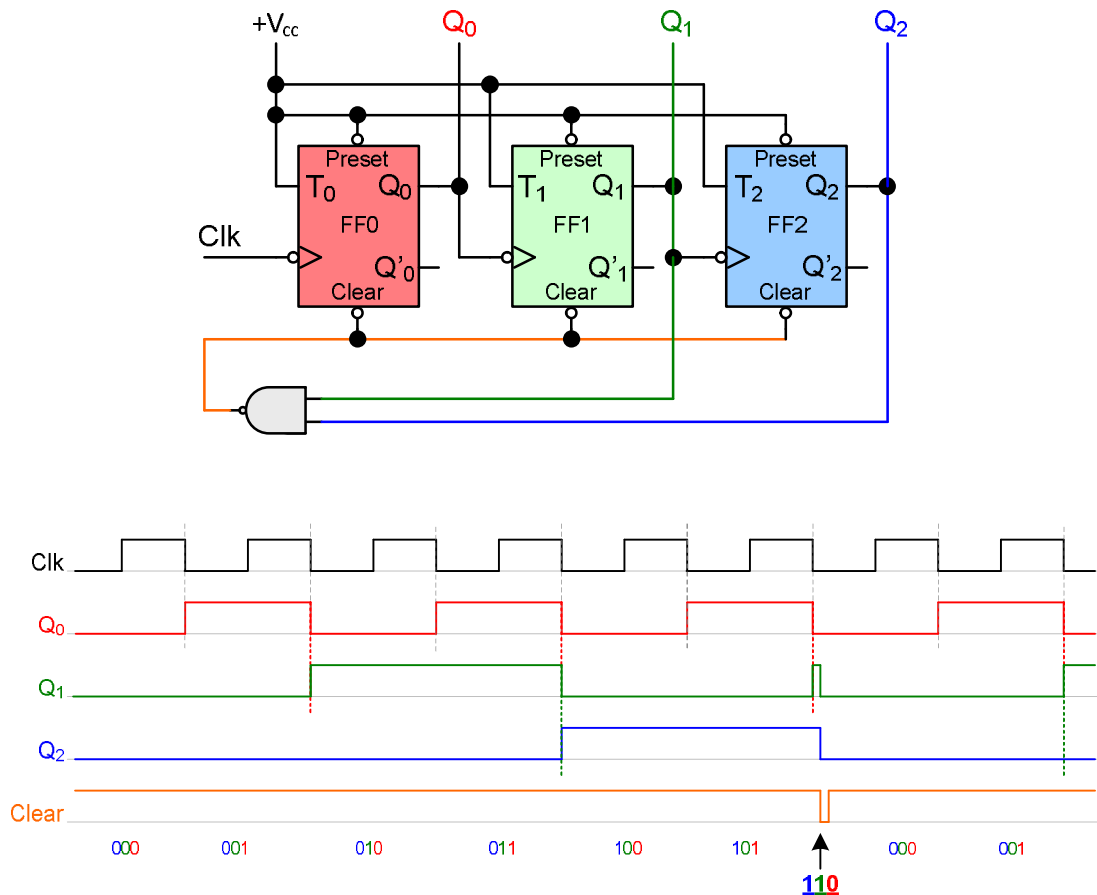 +Vcc Q0 Q1 Q2
Preset Preset Preset
T0 Q0 T1 Q1 T2 Q2
FF0 FF1 FF2
Clk
Q'0 Q'1 Q'2
Clear Clear Clear
Clk
Q0
Q1
Q2
Clear
000 001 010 011 100 101 000 001
110